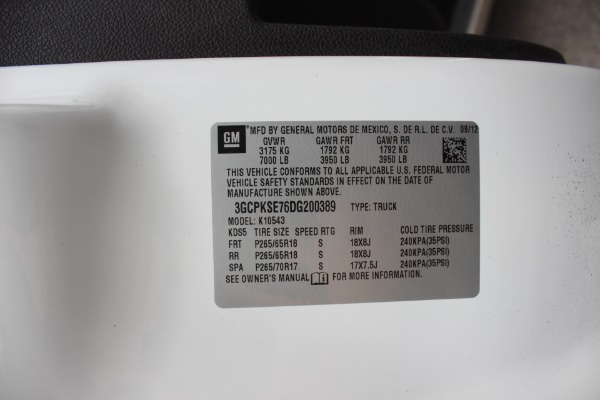 GM MFD BY GENERAL MOTORS DE MEXICO, S. DE R.L. DE C.V. 09/12
GVWR GAWR FRT GAWR RR
3175 KG 1792 KG 1792 KG
7000 LB 3950 LB 3950 LB
THIS VEHICLE CONFORMS TO ALL APPLICABLE U.S. FEDERAL MOTOR
VEHICLE SAFETY STANDARDS IN EFFECT ON THE DATE OF
MANUFACTURE SHOWN ABOVE.
3GCPKSE76DG200389 TYPE: TRUCK
MODEL: K10543
KDS5 TIRE SIZE SPEED RTG RIM COLD TIRE PRESSURE
FRT P265/65R18 S 18X8J 240KPA(35PSI)
RR P265/65R18 S 18X8J 240KPA(35PSI)
SPA P265/70R17 S 17X7.5J 240KPA(35PSI)
SEE OWNER'S MANUAL FOR MORE INFORMATION.